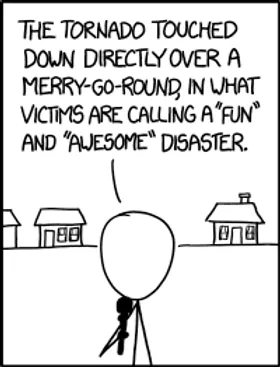 THE TORNADO TOUCHED
DOWN DIRECTLY OVER A
MERRY-GO-ROUND, IN WHAT
VICTIMS ARE CALLING A "FUN"
AND "AWESOME" DISASTER.